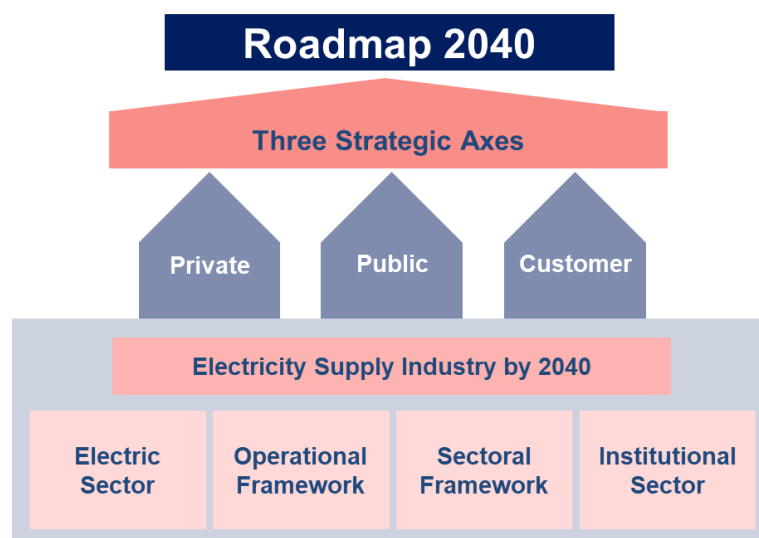 Roadmap 2040
Three Strategic Axes
Private
Public
Customer
Electricity Supply Industry by 2040
Electric
Sector
Operational
Framework
Sectoral
Framework
Institutional
Sector